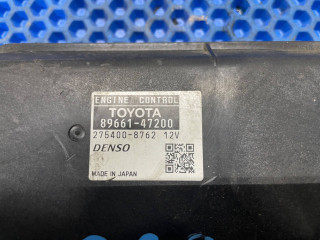 ENGINE CONTROL
TOYOTA
89661-47200
275400-8762 12V
DENSO
MADE IN JAPAN